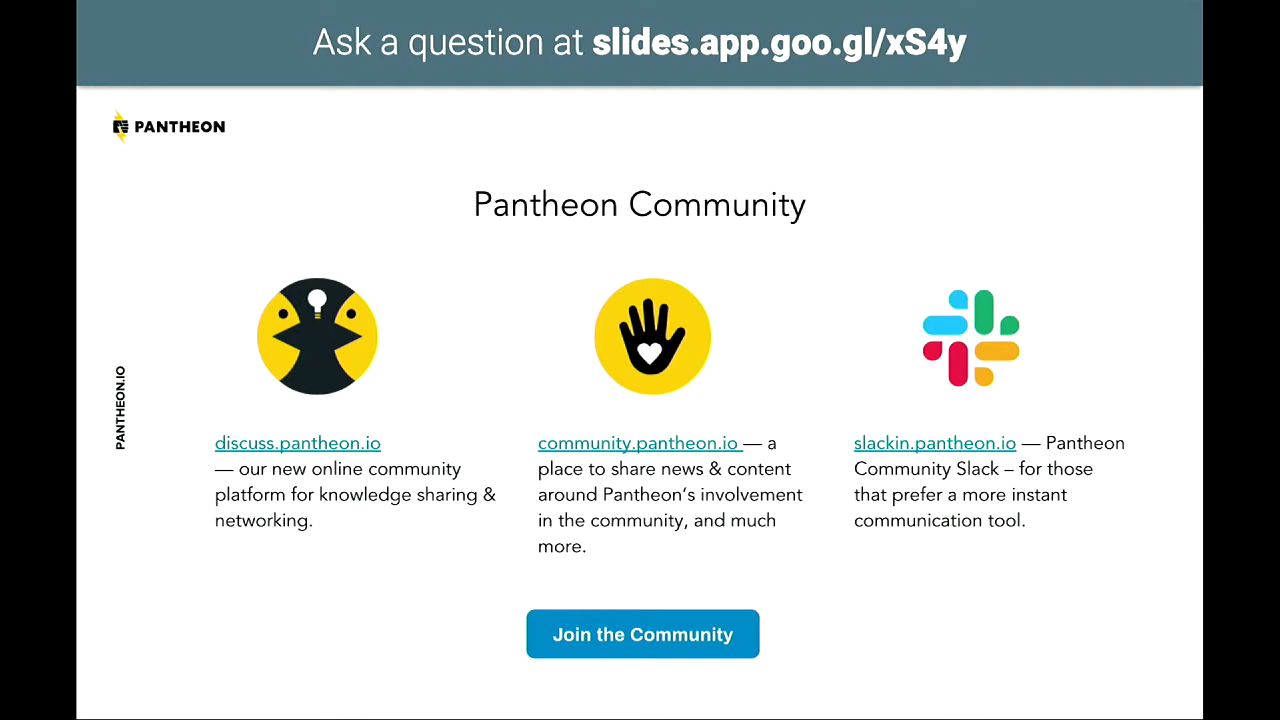 Ask a question at slides.app.goo.gl/xS4y
PANTHEON
Pantheon Community
PANTHEON.IO
discuss.pantheon.io
— our new online community
platform for knowledge sharing &
networking.
community.pantheon.io — a
place to share news & content
around Pantheon’s involvement
in the community, and much
more.
slackin.pantheon.io — Pantheon
Community Slack – for those
that prefer a more instant
communication tool.
Join the Community